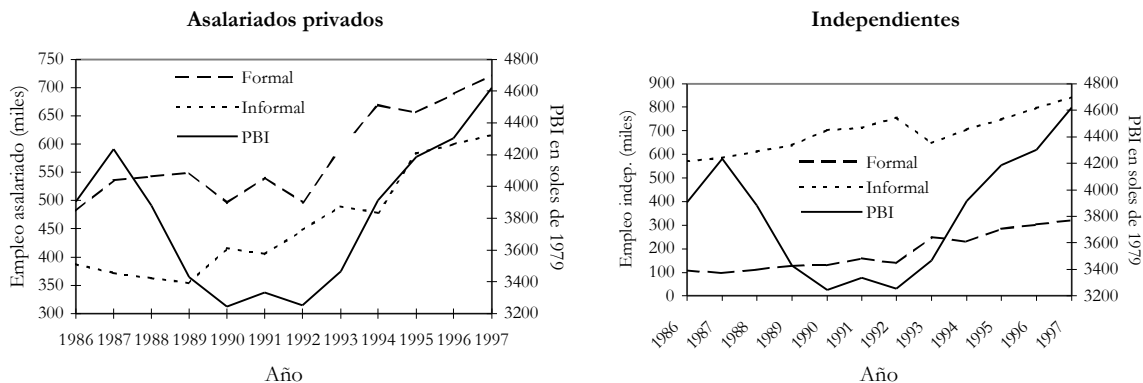 Asalariados privados
Empleo asalariado (miles)
750
700
650
600
550
500
450
400
350
300
Formal
Informal
PBI
4800
4600
4400
4200
4000
3800
3600
3400
3200
PBI en soles de 1979
1986 1987 1988 1989 1990 1991 1992 1993 1994 1995 1996 1997
Año
Independientes
Empleo indep. (miles)
900
800
700
600
500
400
300
200
100
0
Formal
Informal
PBI
4800
4600
4400
4200
4000
3800
3600
3400
3200
PBI en soles de 1979
1986 1987 1988 1989 1990 1991 1992 1993 1994 1995 1996 1997
Año